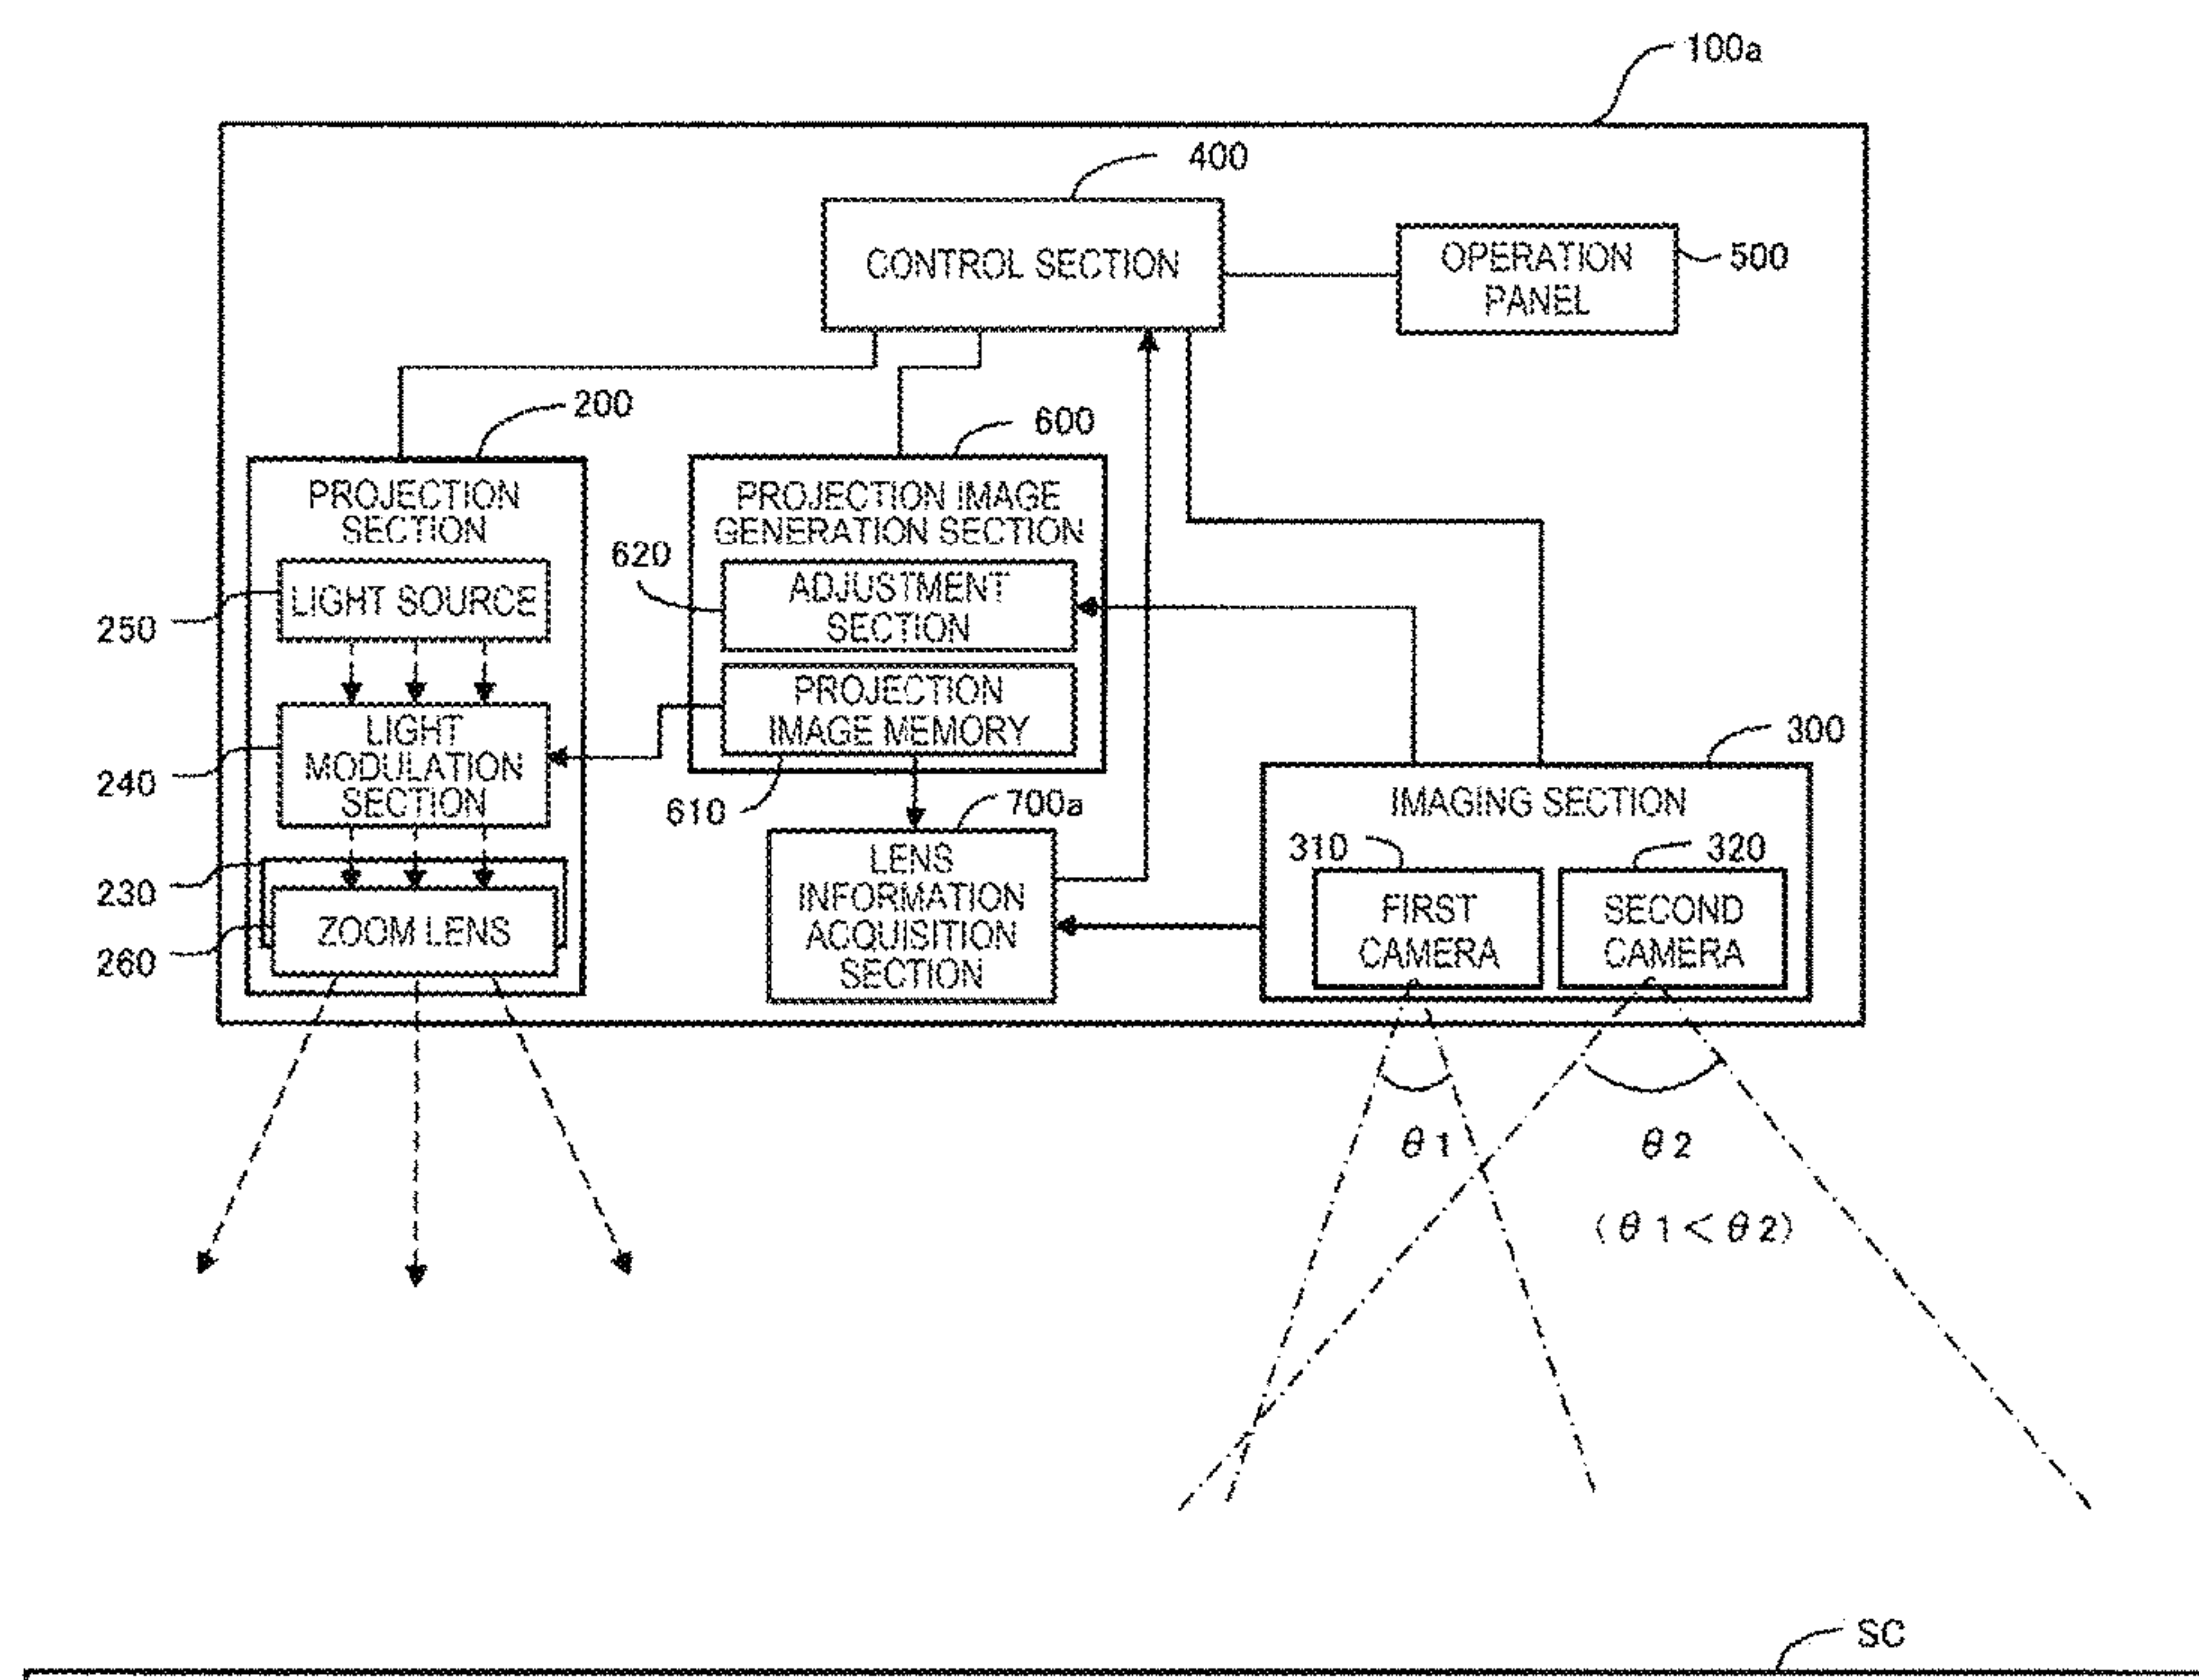 100a
400
CONTROL SECTION
OPERATION
PANEL
500
200
600
PROJECTION
SECTION
PROJECTION IMAGE
GENERATION SECTION
620
ADJUSTMENT
SECTION
250
LIGHT SOURCE
PROJECTION
IMAGE MEMORY
240
LIGHT
MODULATION
SECTION
610
700a
300
IMAGING SECTION
310
320
230
LENS
INFORMATION
ACQUISITION
SECTION
FIRST
CAMERA
SECOND
CAMERA
260
ZOOM LENS
θ1
θ2
(θ1<θ2)
SC